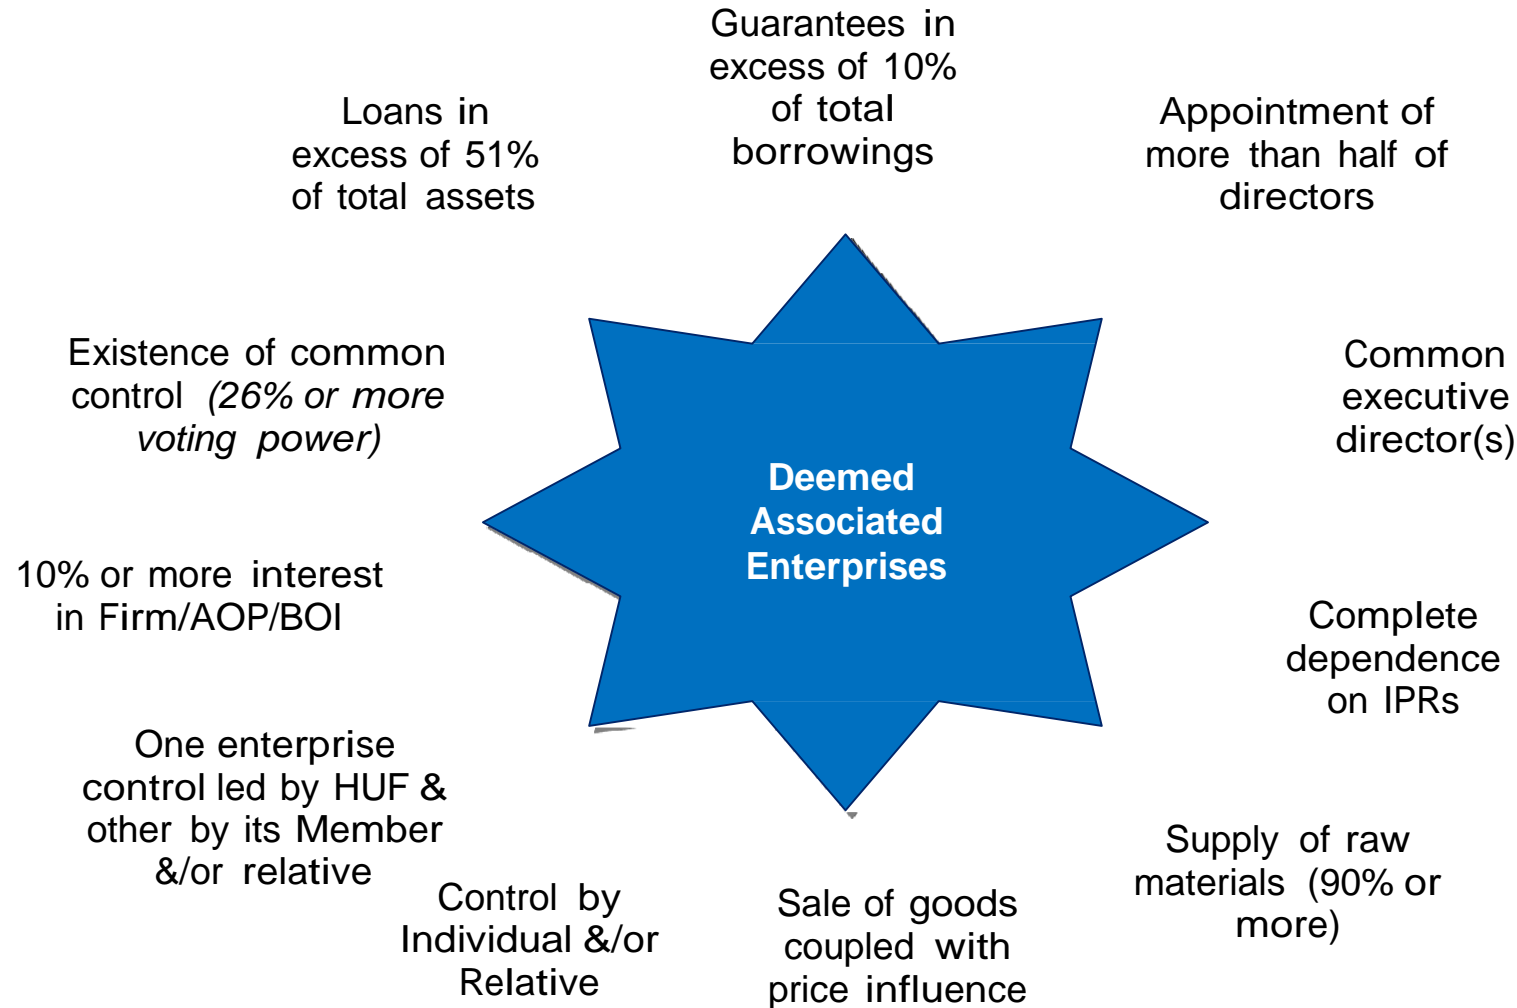 Guarantees in
excess of 10%
of total
borrowings
Loans in
excess of 51%
of total assets
Appointment of
more than half of
directors
Existence of common
control (26% or more
voting power)
Common
executive
director(s)
Deemed
Associated
Enterprises
10% or more interest
in Firm/AOP/BOI
Complete
dependence
on IPRs
One enterprise
control led by HUF &
other by its Member
&/or relative
Supply of raw
materials (90% or
more)
Control by
Individual &/or
Relative
Sale of goods
coupled with
price influence